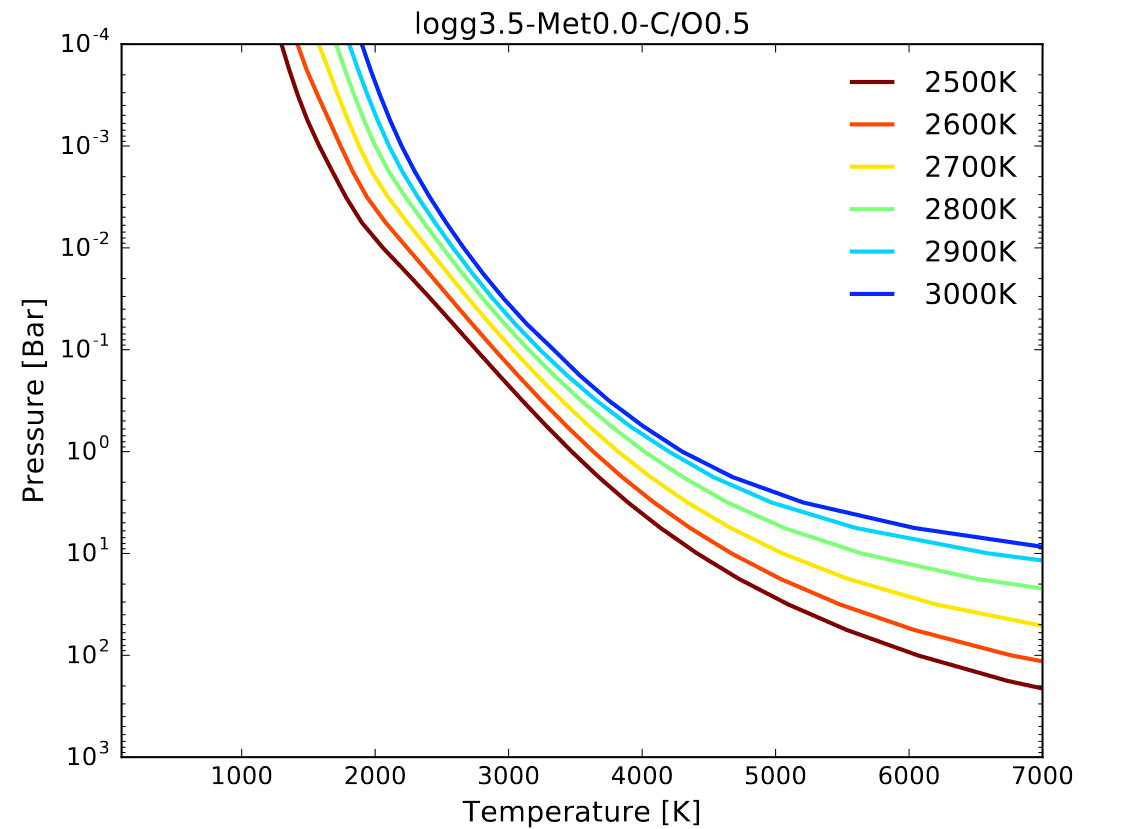 logg3.5-Met0.0-C/O0.5
10^-4
10^-3
10^-2
10^-1
10^0
10^1
10^2
10^3
Pressure [Bar]
2500K
2600K
2700K
2800K
2900K
3000K
1000 2000 3000 4000 5000 6000 7000
Temperature [K]